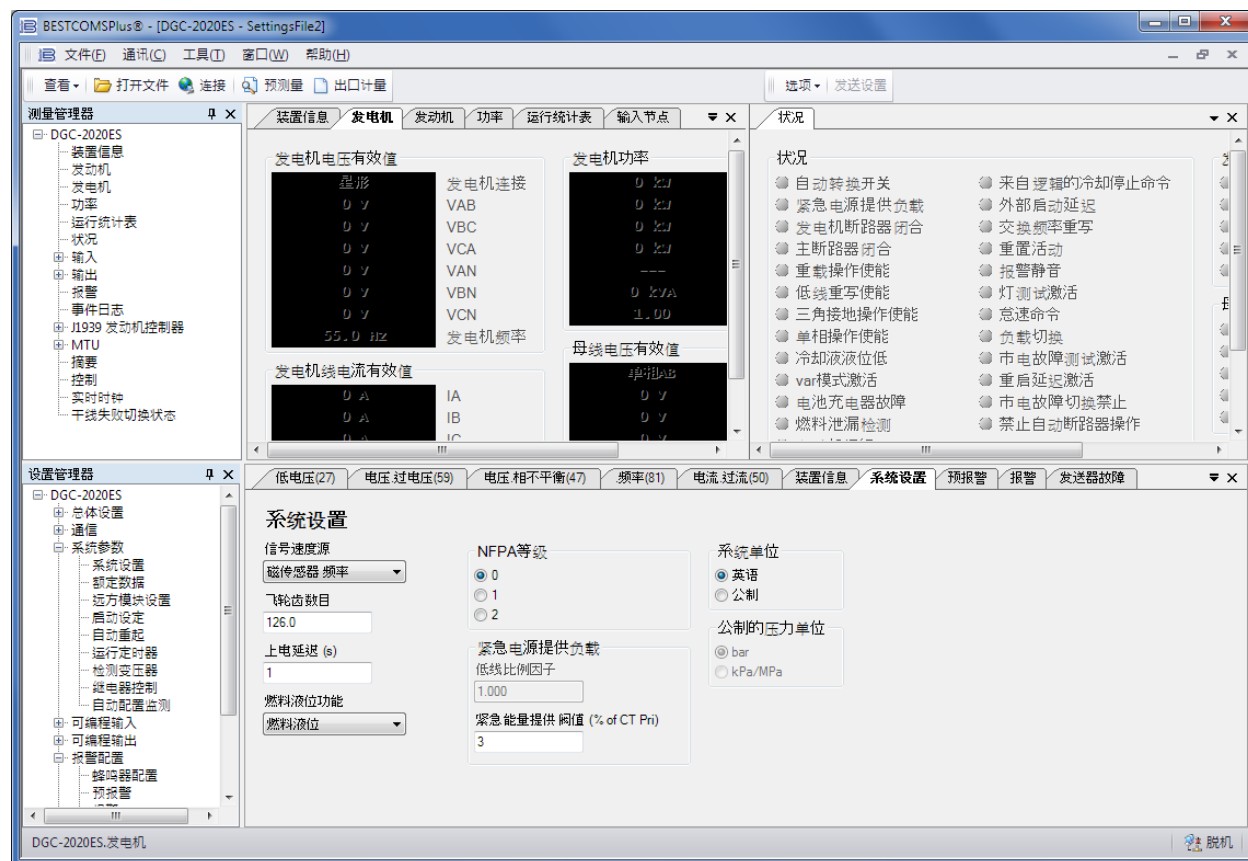 BESTCOMSPlus® - [DGC-2020ES - SettingsFile2]
文件(F) 通讯(C) 工具(T) 窗口(W) 帮助(H)
查看 打开文件 连接 预测量 出口计量 选项 发送设置
测量管理器
DGC-2020ES
装置信息
发动机
发电机
功率
运行统计表
状况
输入
输出
报警
事件日志
J1939 发动机控制器
MTU
摘要
控制
实时时钟
干线失败切换状态
装置信息 发电机 发动机 功率 运行统计表 输入节点
发电机电压有效值
星形 发电机连接
0 V VAB
0 V VBC
0 V VCA
0 V VAN
0 V VBN
0 V VCN
55.0 Hz 发电机频率
发电机线电流有效值
0 A IA
0 A IB
0 A IC
发电机功率
0 kW
0 kW
0 kW
0 kW
---
0 kVA
1.00
母线电压有效值
单相AB
0 V
0 V
0 V
状况
状况
自动转换开关 来自逻辑的冷却停止命令
紧急电源提供负载 外部启动延迟
发电机断路器闭合 交换频率重写
主断路器闭合 重置活动
重载操作使能 报警静音
低线重写使能 灯测试激活
三角接地操作使能 怠速命令
单相操作使能 负载切换
冷却液液位低 市电故障测试激活
var模式激活 重启延迟激活
电池充电器故障 市电故障切换禁止
燃料泄漏检测 禁止自动断路器操作
设置管理器
DGC-2020ES
总体设置
通信
系统参数
系统设置
额定数据
远方模块设置
启动设定
自动重起
运行定时器
检测变压器
继电器控制
自动配置监测
可编程输入
可编程输出
报警配置
蜂鸣器配置
预报警
低电压(27) 电压.过电压(59) 电压.相不平衡(47) 频率(81) 电流.过流(50) 装置信息 系统设置 预报警 报警 发送器故障
系统设置
信号速度源
磁传感器 频率
飞轮齿数目
126.0
上电延迟 (s)
1
燃料液位功能
燃料液位
NFPA等级
0
1
2
紧急电源提供负载
低线比例因子
1.000
紧急能量提供 阀值 (% of CT Pri)
3
系统单位
英语
公制
公制的压力单位
bar
kPa/MPa
DGC-2020ES.发电机 脱机